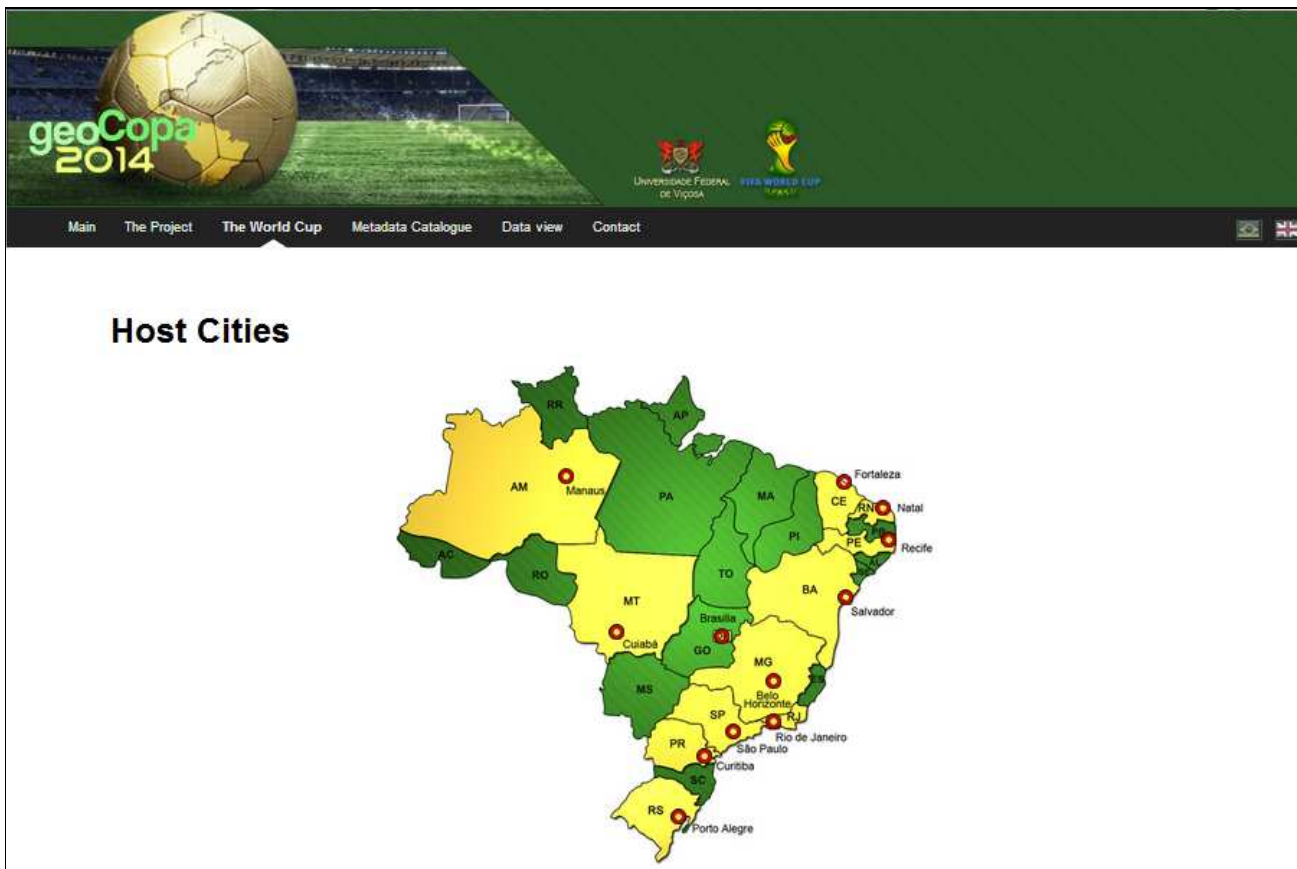 geoCopa
2014
UNIVERSIDADE FEDERAL
DE VIÇOSA
FIFA WORLD CUP
Main The Project The World Cup Metadata Catalogue Data view Contact
Host Cities
RR
AP
AM
Manaus
PA
MA
PI
CE
Fortaleza
RN
Natal
PE
Recife
AC
RO
TO
BA
Salvador
MT
Cuiabá
Brasília
GO
MG
Belo
Horizonte
ES
MS
SP
São Paulo
RJ
Rio de Janeiro
PR
Curitiba
SC
RS
Porto Alegre